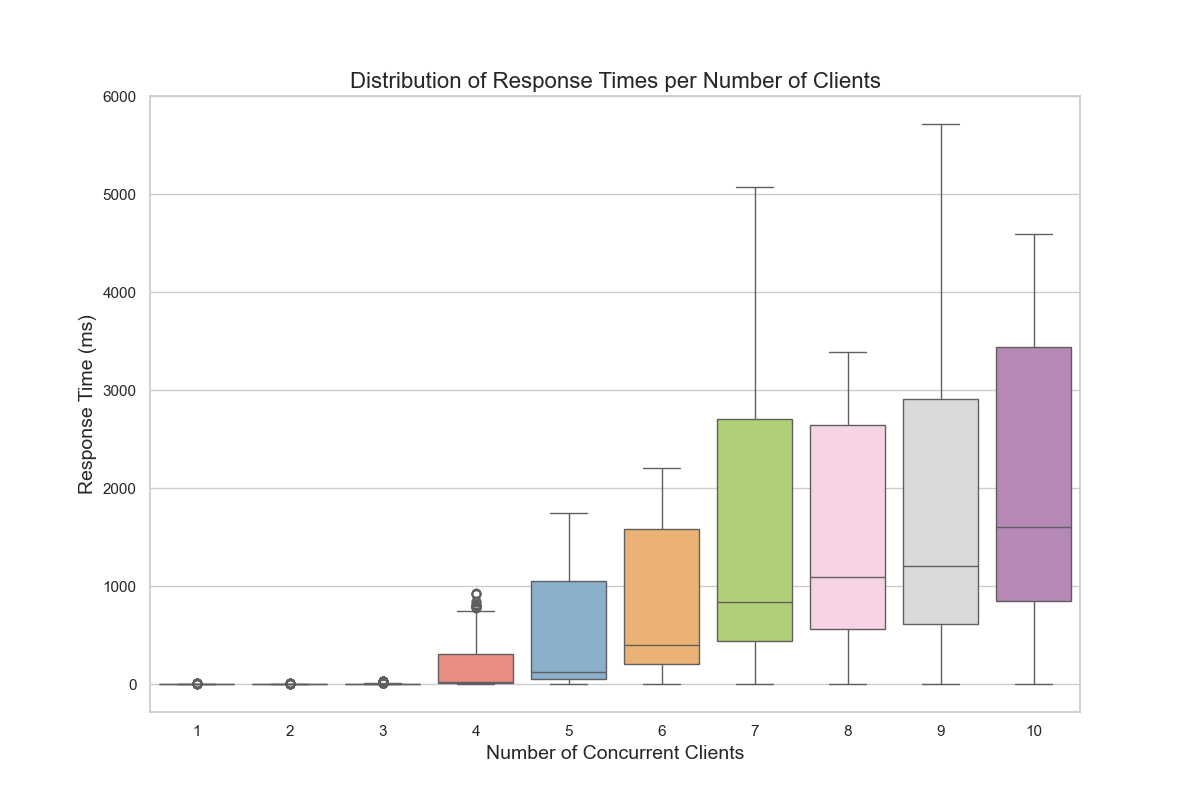 Distribution of Response Times per Number of Clients
6000
5000
4000
3000
2000
1000
0
Response Time (ms)
1 2 3 4 5 6 7 8 9 10
Number of Concurrent Clients